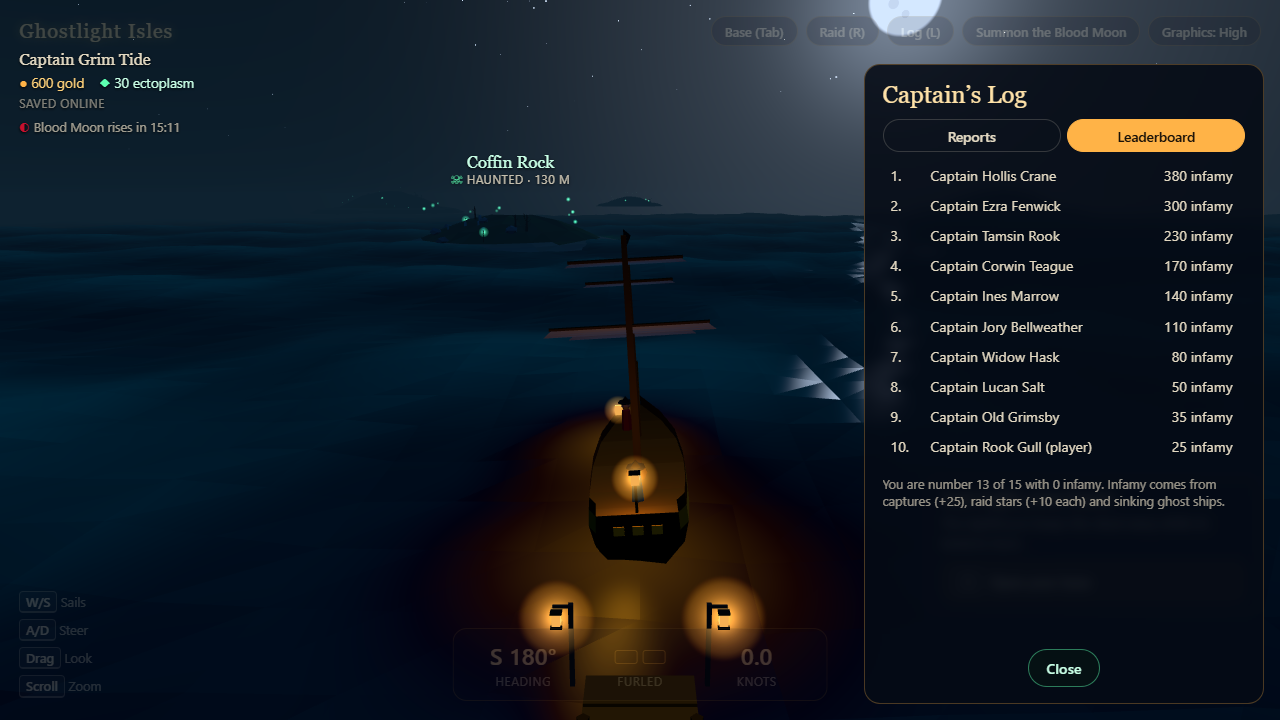 Ghostlight Isles
Captain Grim Tide
600 gold 30 ectoplasm
SAVED ONLINE
Blood Moon rises in 15:11
Base (Tab) Raid (R) Log (L) Summon the Blood Moon Graphics: High
Coffin Rock
HAUNTED · 130 M
Captain's Log
Reports Leaderboard
1. Captain Hollis Crane 380 infamy
2. Captain Ezra Fenwick 300 infamy
3. Captain Tamsin Rook 230 infamy
4. Captain Corwin Teague 170 infamy
5. Captain Ines Marrow 140 infamy
6. Captain Jory Bellweather 110 infamy
7. Captain Widow Hask 80 infamy
8. Captain Lucan Salt 50 infamy
9. Captain Old Grimsby 35 infamy
10. Captain Rook Gull (player) 25 infamy
You are number 13 of 15 with 0 infamy. Infamy comes from
captures (+25), raid stars (+10 each) and sinking ghost ships.
Close
W/S Sails
A/D Steer
Drag Look
Scroll Zoom
S 180° 0.0
HEADING FURLED KNOTS